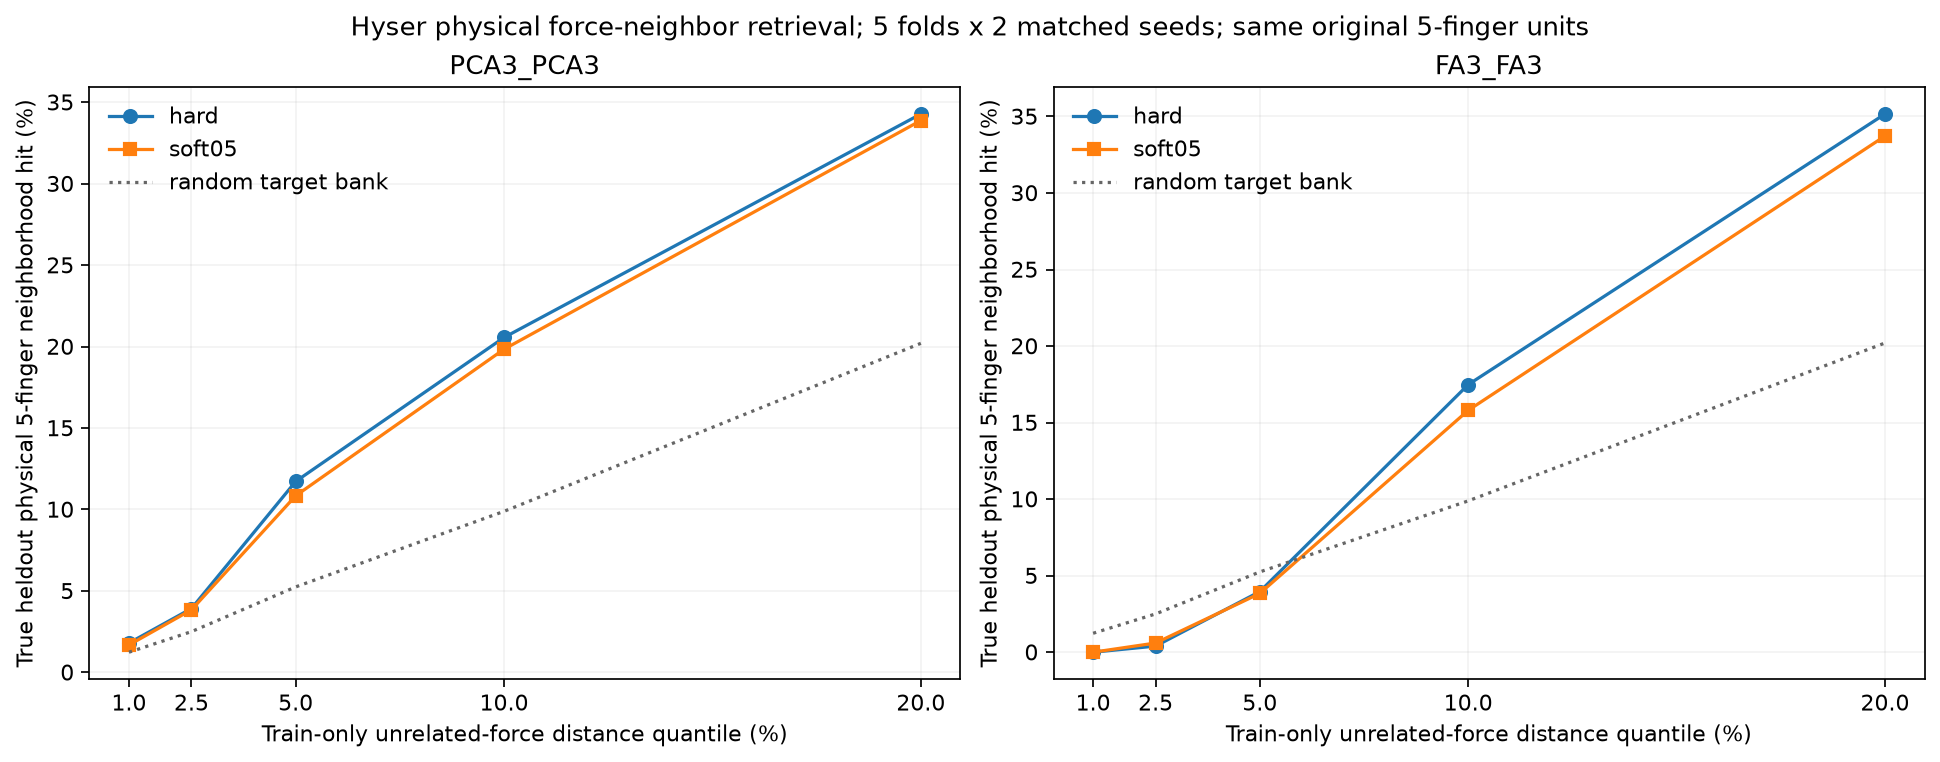 Hyser physical force-neighbor retrieval; 5 folds x 2 matched seeds; same original 5-finger units
PCA3_PCA3
True heldout physical 5-finger neighborhood hit (%)
35
30
25
20
15
10
5
0
hard
soft05
random target bank
1.0 2.5 5.0 10.0 20.0
Train-only unrelated-force distance quantile (%)
FA3_FA3
True heldout physical 5-finger neighborhood hit (%)
35
30
25
20
15
10
5
0
hard
soft05
random target bank
1.0 2.5 5.0 10.0 20.0
Train-only unrelated-force distance quantile (%)